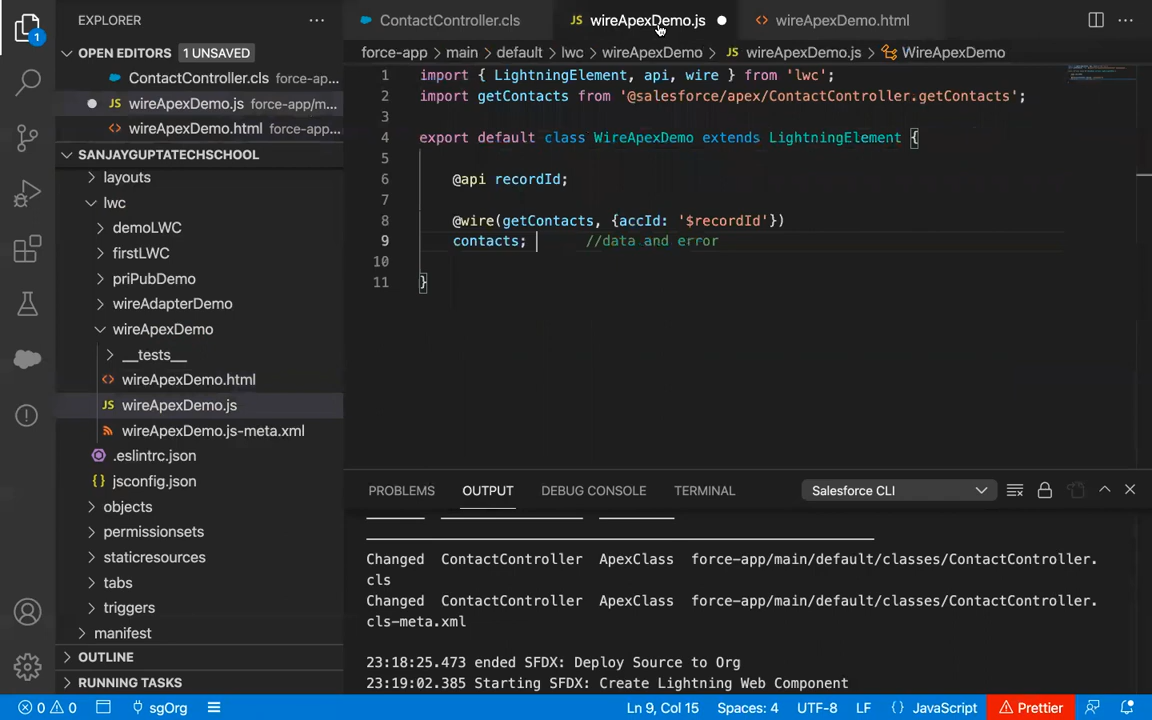 EXPLORER
ContactController.cls
wireApexDemo.js
wireApexDemo.html
OPEN EDITORS 1 UNSAVED
ContactController.cls force-ap...
wireApexDemo.js force-app/m...
wireApexDemo.html force-app...
SANJAYGUPTATECHSCHOOL
layouts
lwc
demoLWC
firstLWC
priPubDemo
wireAdapterDemo
wireApexDemo
__tests__
wireApexDemo.html
wireApexDemo.js
wireApexDemo.js-meta.xml
.eslintrc.json
jsconfig.json
objects
permissionsets
staticresources
tabs
triggers
manifest
OUTLINE
RUNNING TASKS
force-app > main > default > lwc > wireApexDemo > JS wireApexDemo.js > WireApexDemo
1 import { LightningElement, api, wire } from 'lwc';
2 import getContacts from '@salesforce/apex/ContactController.getContacts';
3
4 export default class WireApexDemo extends LightningElement {
5
6 @api recordId;
7
8 @wire(getContacts, {accId: '$recordId'})
9 contacts; //data and error
10
11 }
PROBLEMS OUTPUT DEBUG CONSOLE TERMINAL Salesforce CLI
Changed ContactController ApexClass force-app/main/default/classes/ContactController.
cls
Changed ContactController ApexClass force-app/main/default/classes/ContactController.
cls-meta.xml
23:18:25.473 ended SFDX: Deploy Source to Org
23:19:02.385 Starting SFDX: Create Lightning Web Component
0 0 sgOrg Ln 9, Col 15 Spaces: 4 UTF-8 LF {} JavaScript Prettier